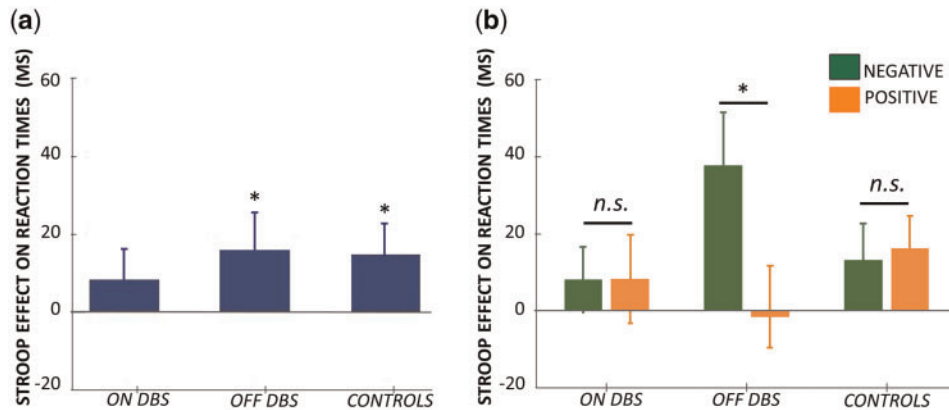 (a)
STROOP EFFECT ON REACTION TIMES (MS)
60
40
20
0
-20
*
*
ON DBS
OFF DBS
CONTROLS
(b)
STROOP EFFECT ON REACTION TIMES (MS)
60
40
20
0
-20
NEGATIVE
POSITIVE
n.s.
*
n.s.
ON DBS
OFF DBS
CONTROLS